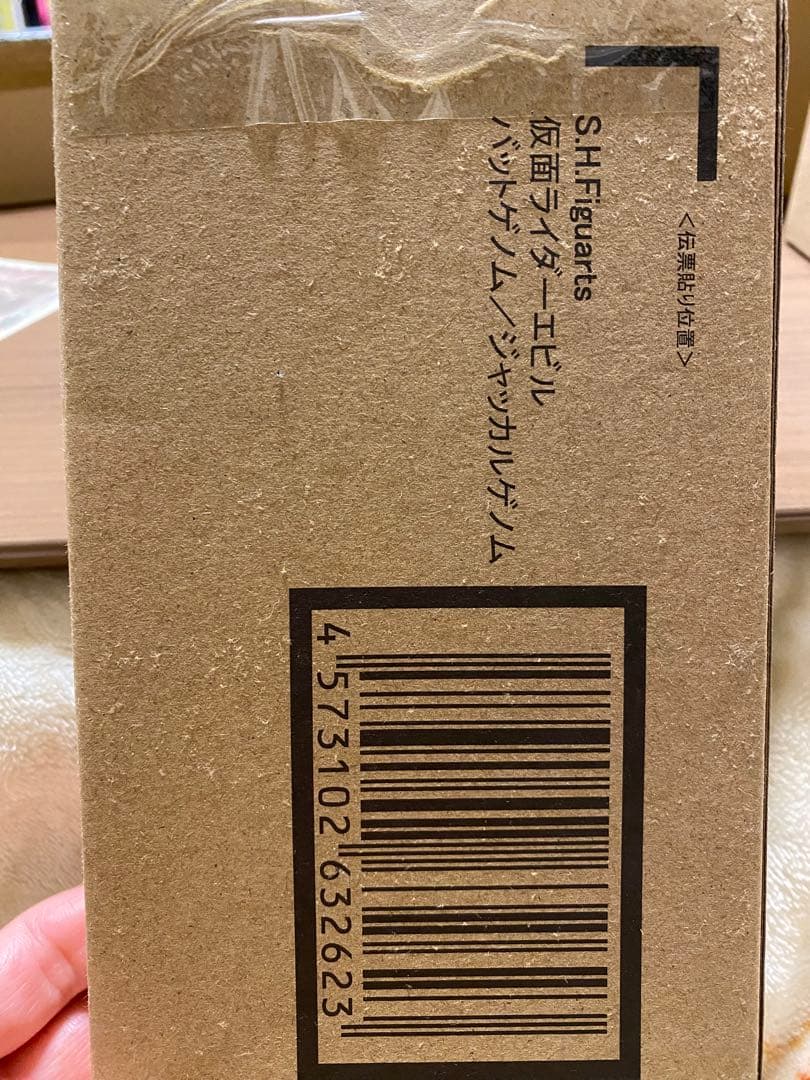 <伝票貼り位置>
S.H.Figuarts
仮面ライダーエビル
バットゲノム／ジャッカルゲノム
4 573102 632623